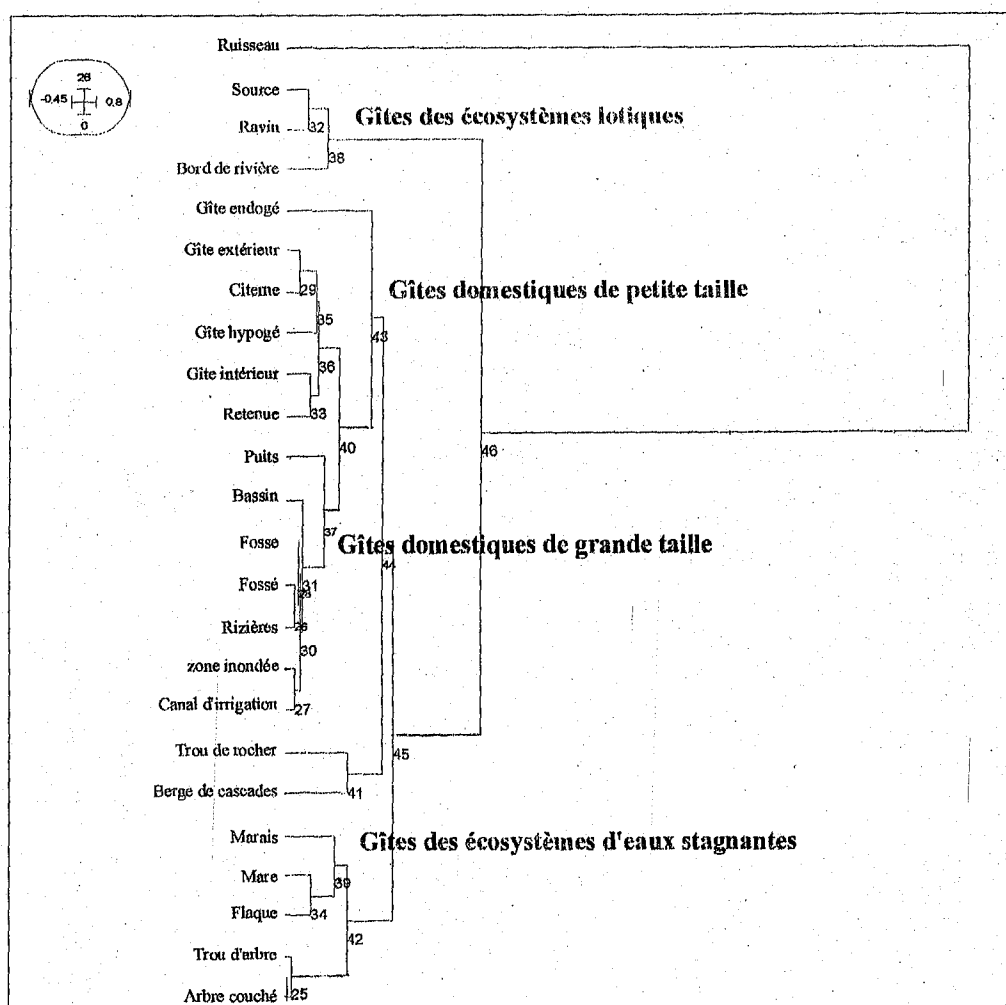 Ruisseau
26
-0,45 0,8
0
Source
Gîtes des écosystèmes lotiques
Ravin
32
38
Bord de rivière
Gîte endogé
Gîte extérieur
Citerne
29
Gîtes domestiques de petite taille
35
Gîte hypogé
43
36
Gîte intérieur
Retenue
33
40
46
Puits
Bassin
37
Fosse
Gîtes domestiques de grande taille
44
Fossé
31
28
Rizières
26
30
zone inondée
Canal d'irrigation
27
Trou de rocher
45
Berge de cascades
41
Marais
Gîtes des écosystèmes d'eaux stagnantes
Mare
39
Flaque
34
42
Trou d'arbre
Arbre couché
25